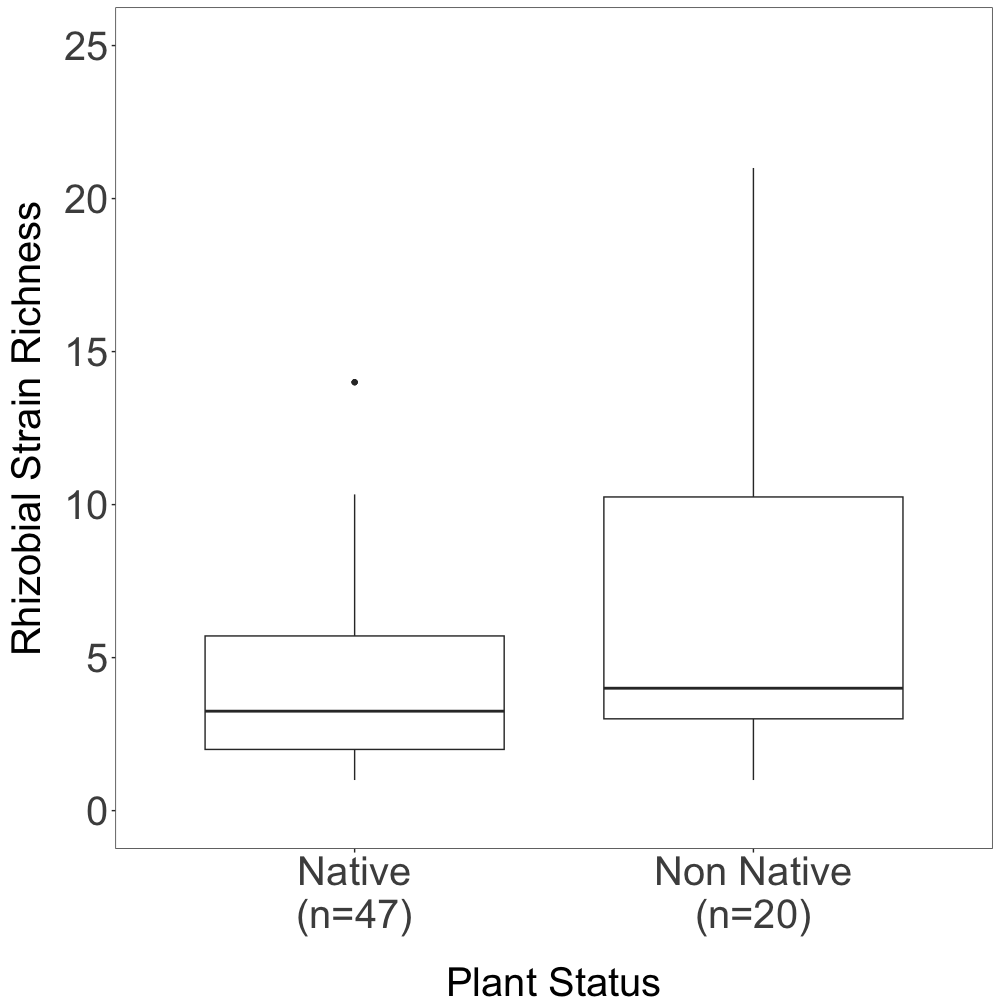 25
20
15
10
5
0
Rhizobial Strain Richness
Native
(n=47)
Non Native
(n=20)
Plant Status